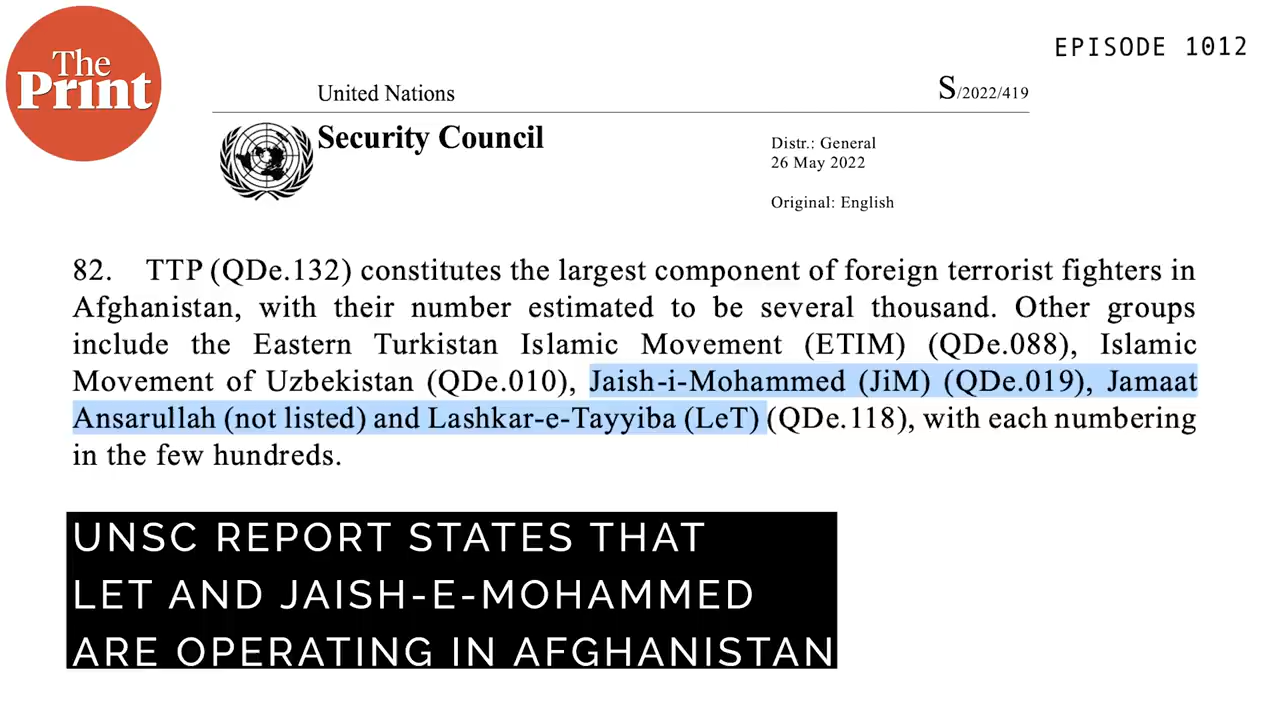 The
Print
EPISODE 1012
United Nations
S/2022/419
Security Council
Distr.: General
26 May 2022
Original: English
82. TTP (QDe.132) constitutes the largest component of foreign terrorist fighters in
Afghanistan, with their number estimated to be several thousand. Other groups
include the Eastern Turkistan Islamic Movement (ETIM) (QDe.088), Islamic
Movement of Uzbekistan (QDe.010), Jaish-i-Mohammed (JiM) (QDe.019), Jamaat
Ansarullah (not listed) and Lashkar-e-Tayyiba (LeT) (QDe.118), with each numbering
in the few hundreds.
UNSC REPORT STATES THAT
LET AND JAISH-E-MOHAMMED
ARE OPERATING IN AFGHANISTAN